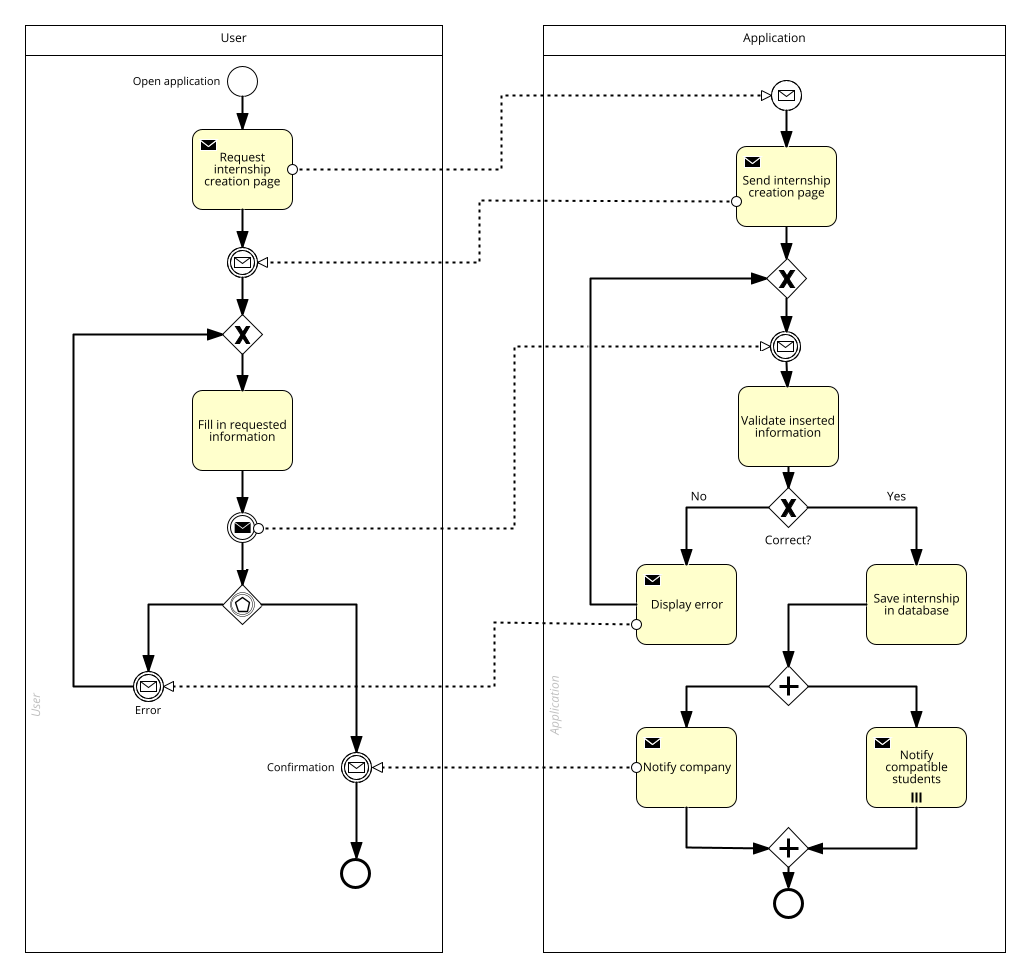 User
Application
Open application
Request
internship
creation page
Send internship
creation page
Fill in requested
information
Validate inserted
information
No
Yes
Correct?
Display error
Save internship
in database
User
Error
Application
Confirmation
Notify company
Notify
compatible
students